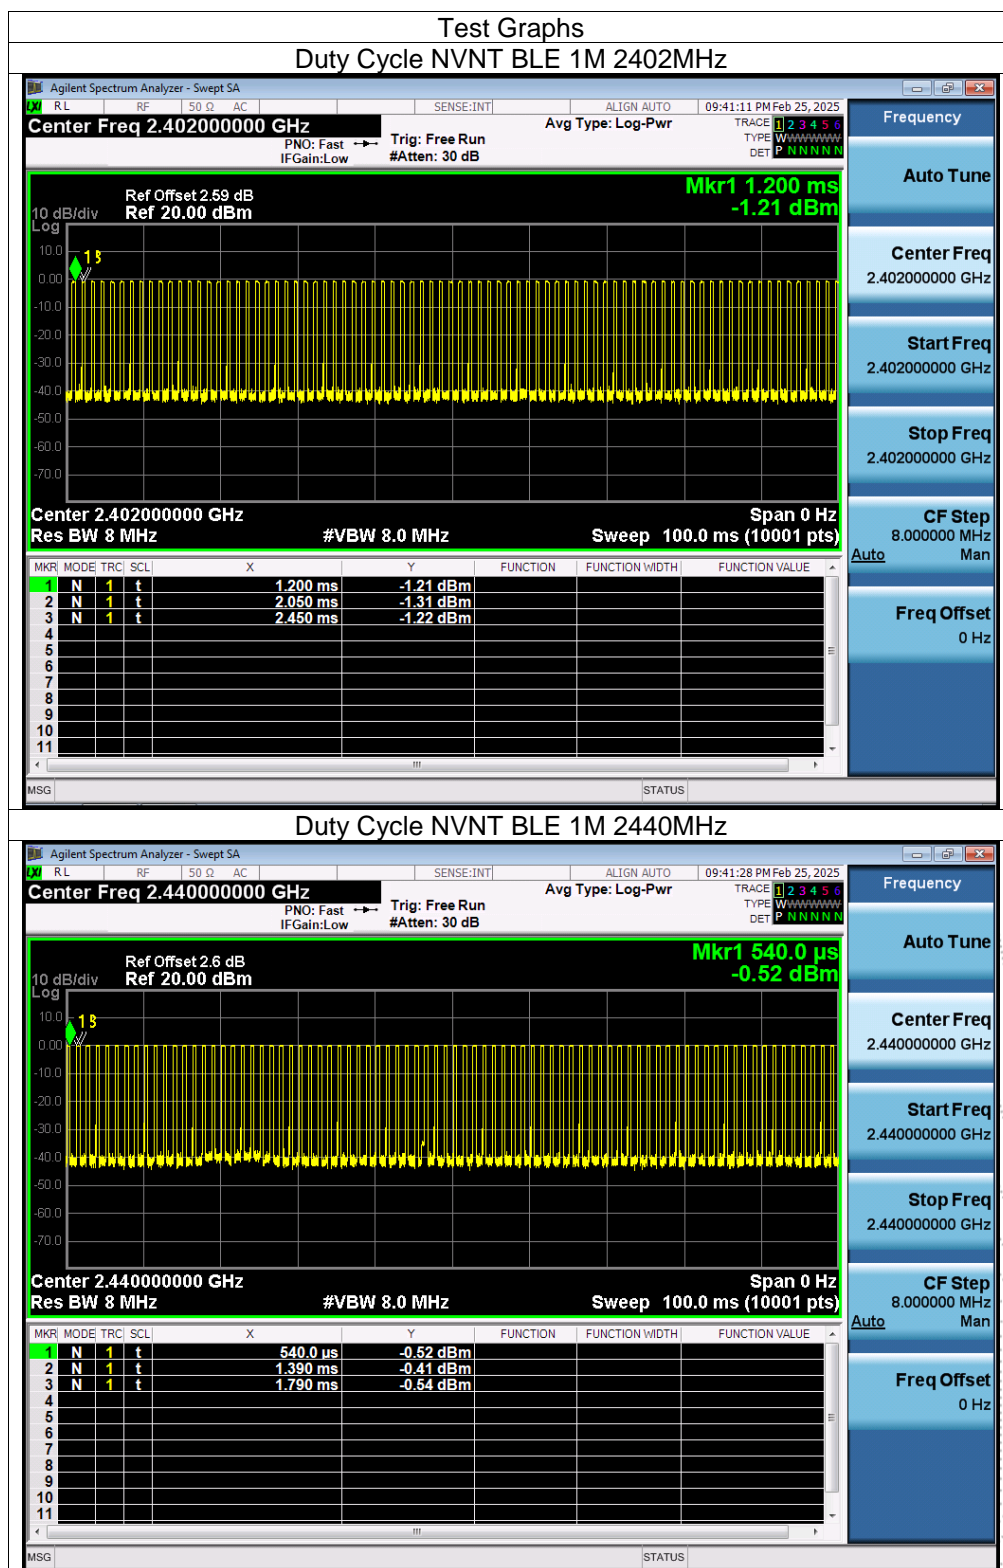 Test Graphs
Duty Cycle NVNT BLE 1M 2402MHz
Agilent Spectrum Analyzer - Swept SA
LXI RL RF 50 Ω AC SENSE:INT ALIGN AUTO 09:41:11 PM Feb 25, 2025
Center Freq 2.402000000 GHz
PNO: Fast
IFGain:Low
Trig: Free Run
#Atten: 30 dB
Avg Type: Log-Pwr
TRACE 1 2 3 4 5 6
TYPE WWWWWW
DET P N N N N N
Frequency
Auto Tune
Center Freq
2.402000000 GHz
Start Freq
2.402000000 GHz
Stop Freq
2.402000000 GHz
CF Step
8.000000 MHz
Auto Man
Freq Offset
0 Hz
Mkr1 1.200 ms
-1.21 dBm
Ref Offset 2.59 dB
10 dB/div Ref 20.00 dBm
Log
10.0
0.00
-10.0
-20.0
-30.0
-40.0
-50.0
-60.0
-70.0
1
3
Center 2.402000000 GHz Span 0 Hz
Res BW 8 MHz #VBW 8.0 MHz Sweep 100.0 ms (10001 pts)
MKR MODE TRC SCL X Y FUNCTION FUNCTION WIDTH FUNCTION VALUE
1 N 1 t 1.200 ms -1.21 dBm
2 N 1 t 2.050 ms -1.31 dBm
3 N 1 t 2.450 ms -1.22 dBm
4
5
6
7
8
9
10
11
MSG STATUS
Duty Cycle NVNT BLE 1M 2440MHz
Agilent Spectrum Analyzer - Swept SA
LXI RL RF 50 Ω AC SENSE:INT ALIGN AUTO 09:41:28 PM Feb 25, 2025
Center Freq 2.440000000 GHz
PNO: Fast
IFGain:Low
Trig: Free Run
#Atten: 30 dB
Avg Type: Log-Pwr
TRACE 1 2 3 4 5 6
TYPE WWWWWW
DET P N N N N N
Frequency
Auto Tune
Center Freq
2.440000000 GHz
Start Freq
2.440000000 GHz
Stop Freq
2.440000000 GHz
CF Step
8.000000 MHz
Auto Man
Freq Offset
0 Hz
Mkr1 540.0 µs
-0.52 dBm
Ref Offset 2.6 dB
10 dB/div Ref 20.00 dBm
Log
10.0
0.00
-10.0
-20.0
-30.0
-40.0
-50.0
-60.0
-70.0
1
3
Center 2.440000000 GHz Span 0 Hz
Res BW 8 MHz #VBW 8.0 MHz Sweep 100.0 ms (10001 pts)
MKR MODE TRC SCL X Y FUNCTION FUNCTION WIDTH FUNCTION VALUE
1 N 1 t 540.0 µs -0.52 dBm
2 N 1 t 1.390 ms -0.41 dBm
3 N 1 t 1.790 ms -0.54 dBm
4
5
6
7
8
9
10
11
MSG STATUS